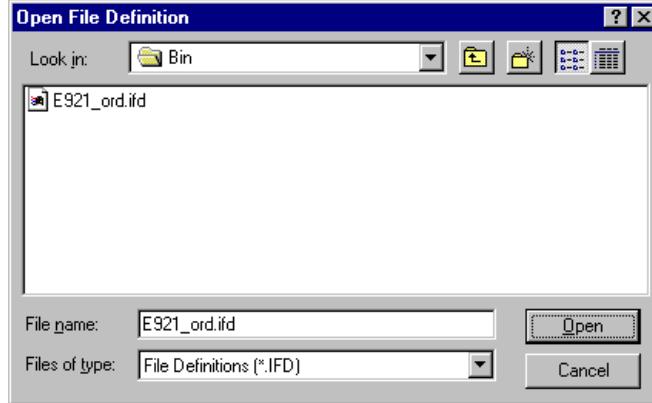 Open File Definition
Look in: Bin
E921_ord.ifd
File name: E921_ord.ifd Open
Files of type: File Definitions (*.IFD) Cancel